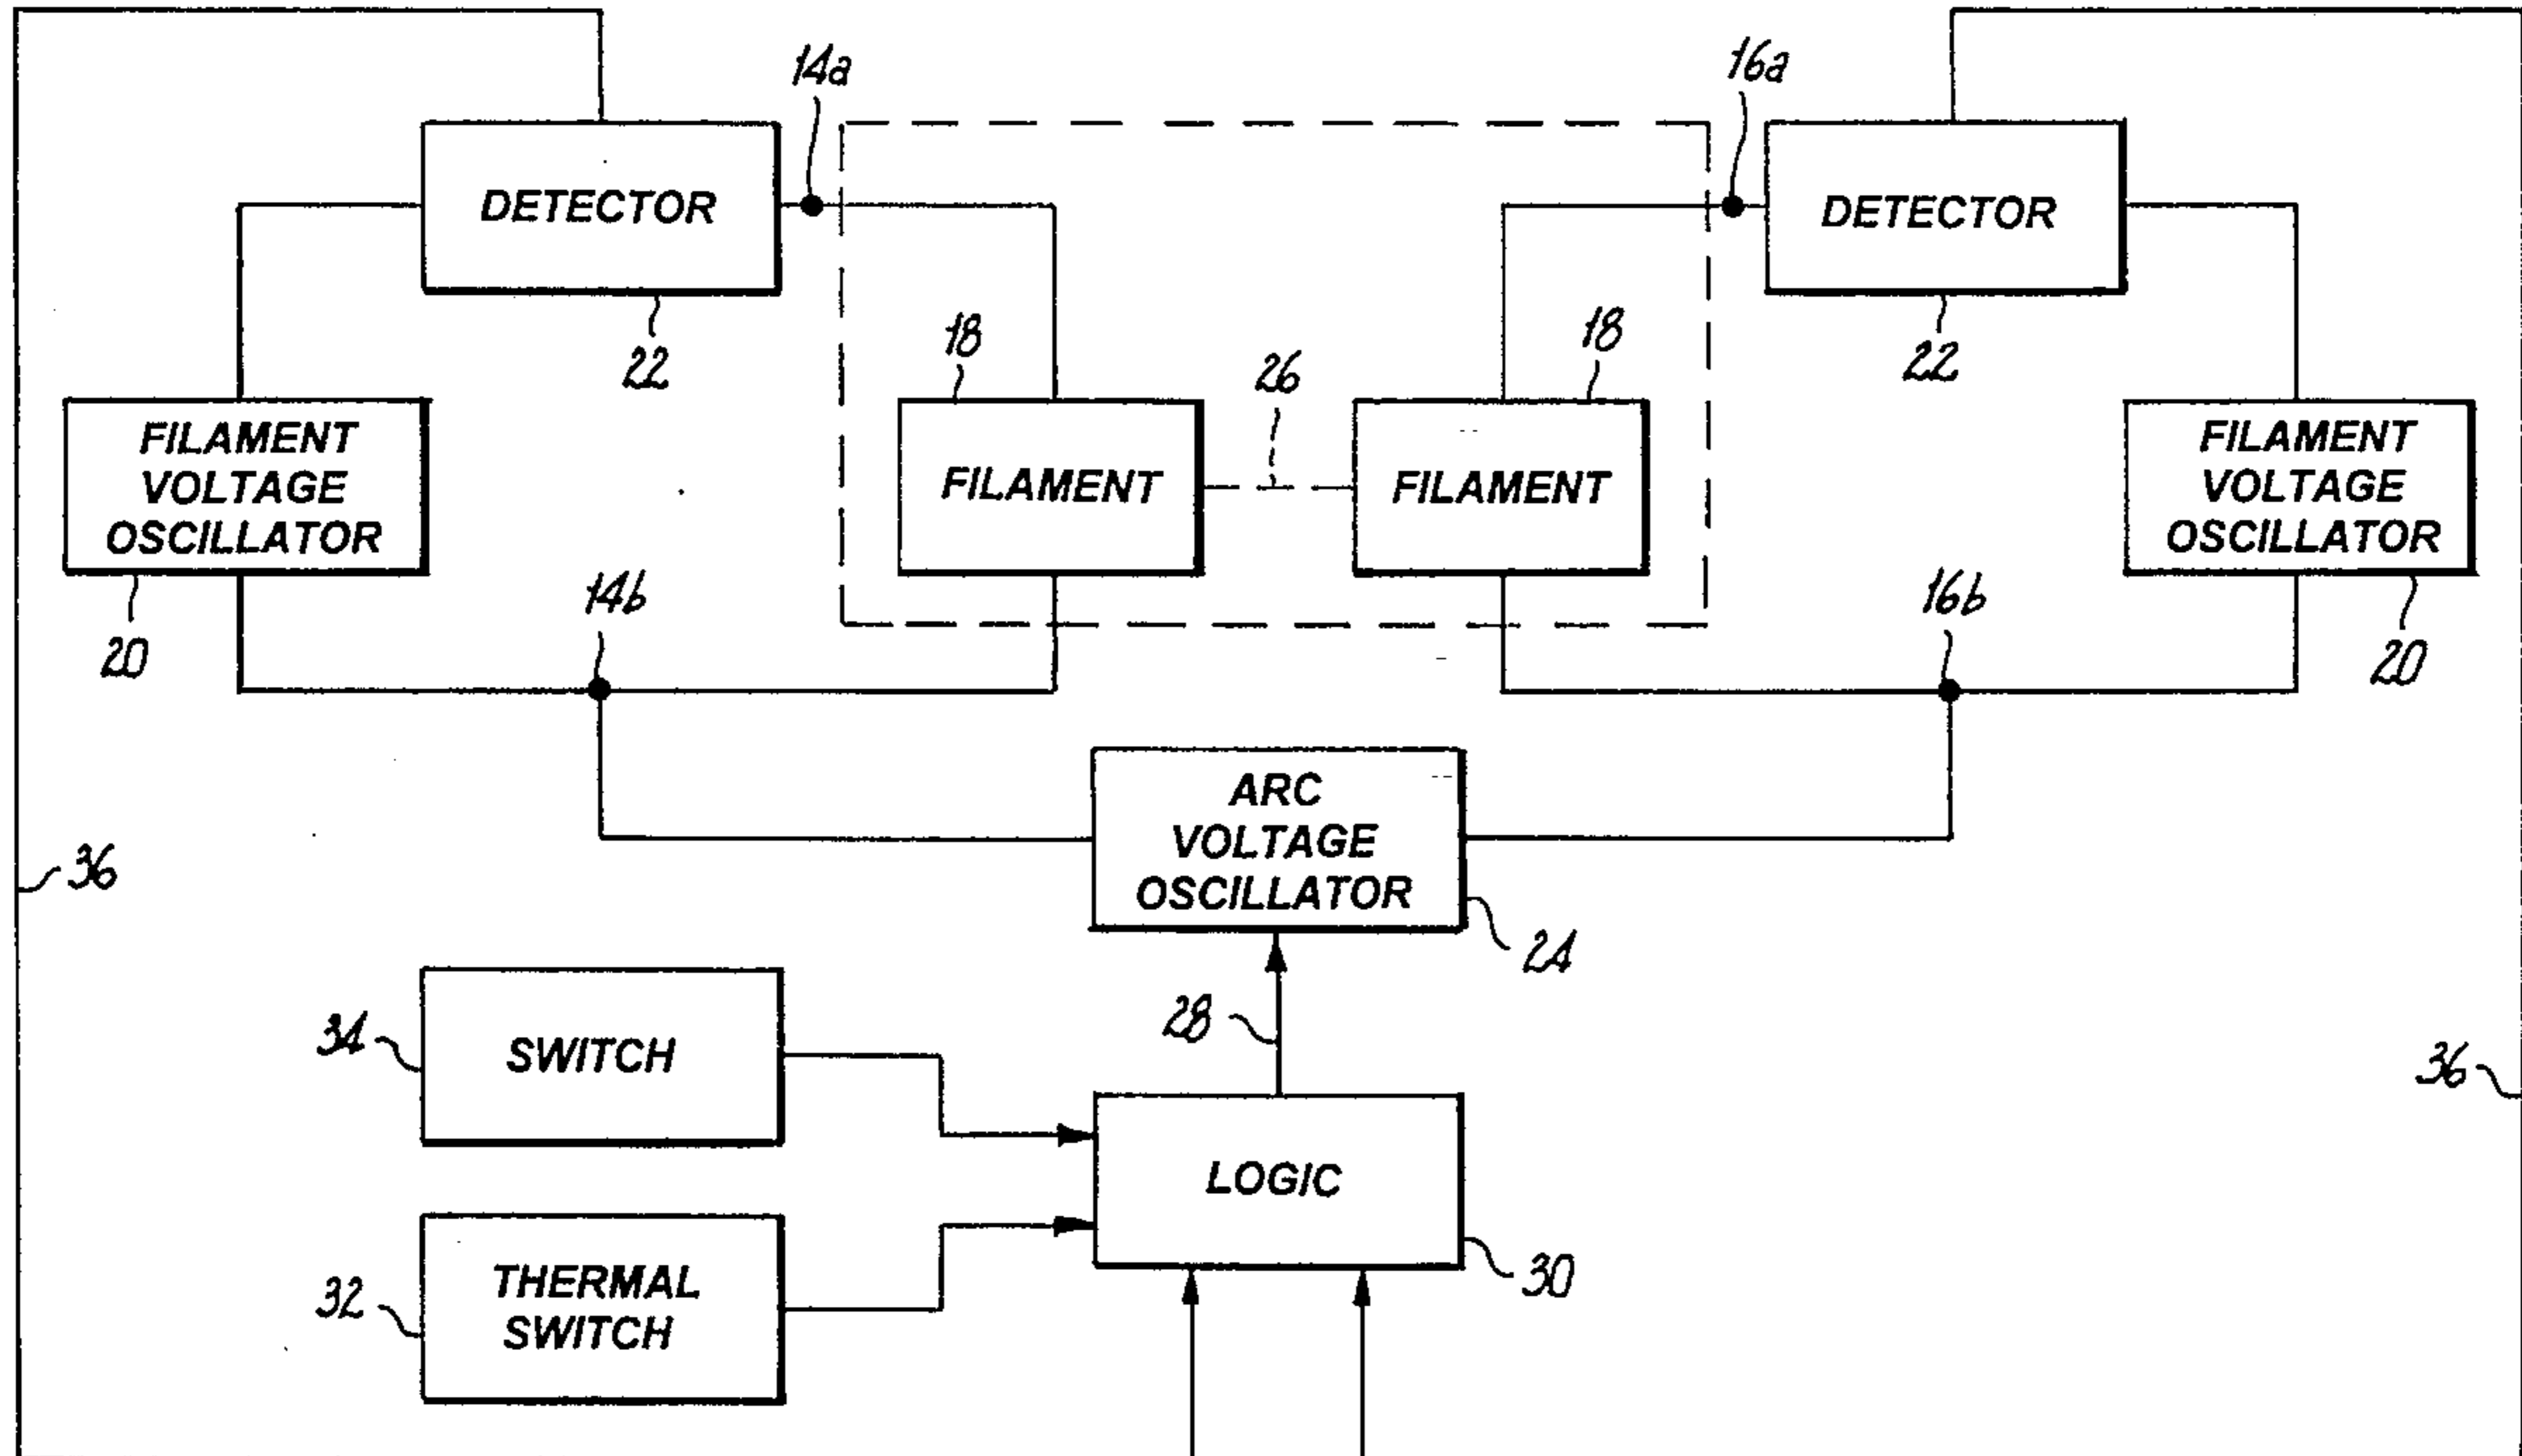 14a
16a
DETECTOR
DETECTOR
22
22
18
18
26
FILAMENT
VOLTAGE
OSCILLATOR
FILAMENT
FILAMENT
FILAMENT
VOLTAGE
OSCILLATOR
20
14b
16b
20
ARC
VOLTAGE
OSCILLATOR
24
36
28
34
SWITCH
36
LOGIC
30
32
THERMAL
SWITCH